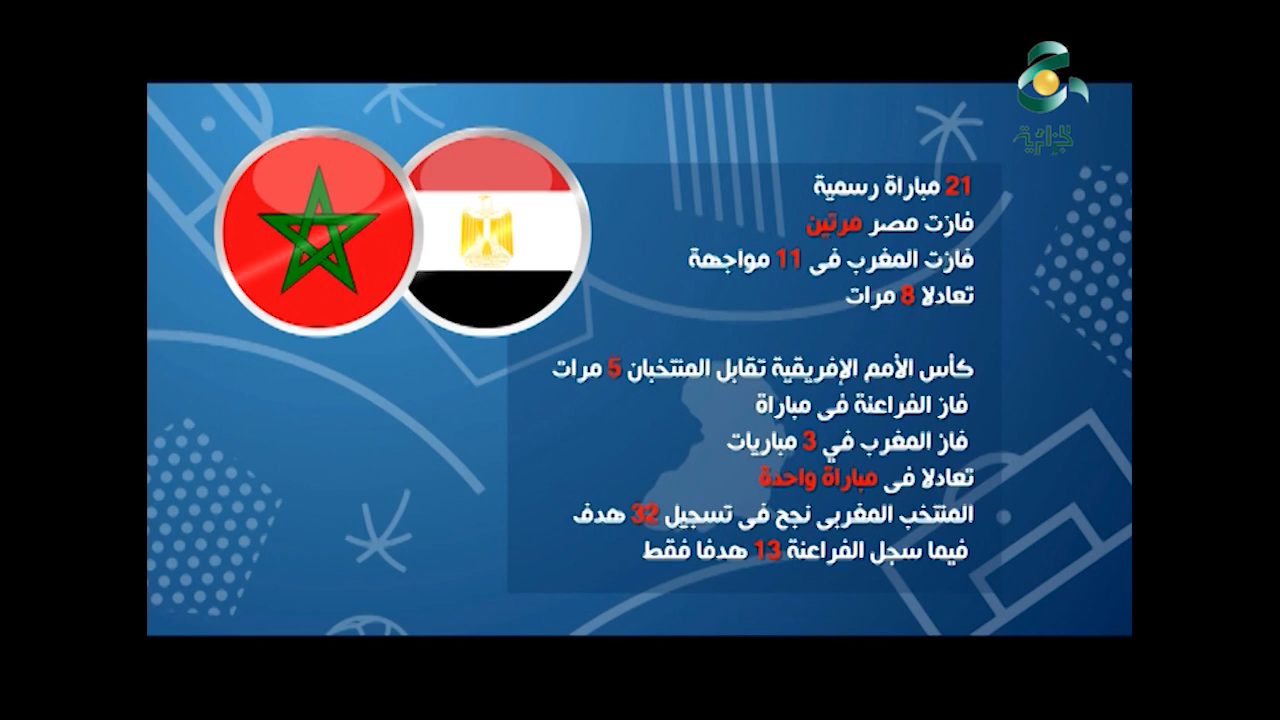 الجزائرية
21 مباراة رسمية
فازت مصر مرتين
فازت المغرب فى 11 مواجهة
تعادلا 8 مرات
كأس الأمم الإفريقية تقابل المنتخبان 5 مرات
فاز الفراعنة فى مباراة
فاز المغرب في 3 مباريات
تعادلا فى مباراة واحدة
المنتخب المغربى نجح فى تسجيل 32 هدف
فيما سجل الفراعنة 13 هدفا فقط